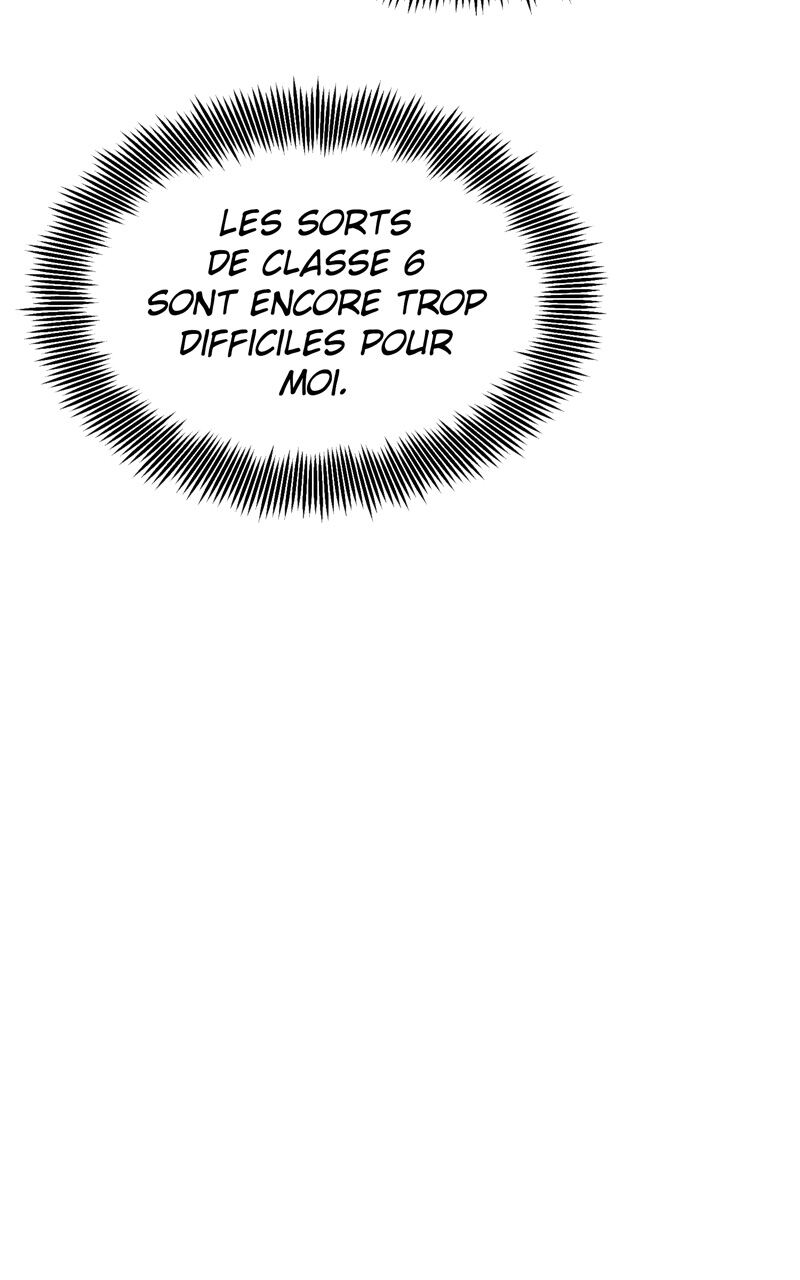 LES SORTS
DE CLASSE 6
SONT ENCORE TROP
DIFFICILES POUR
MOI.